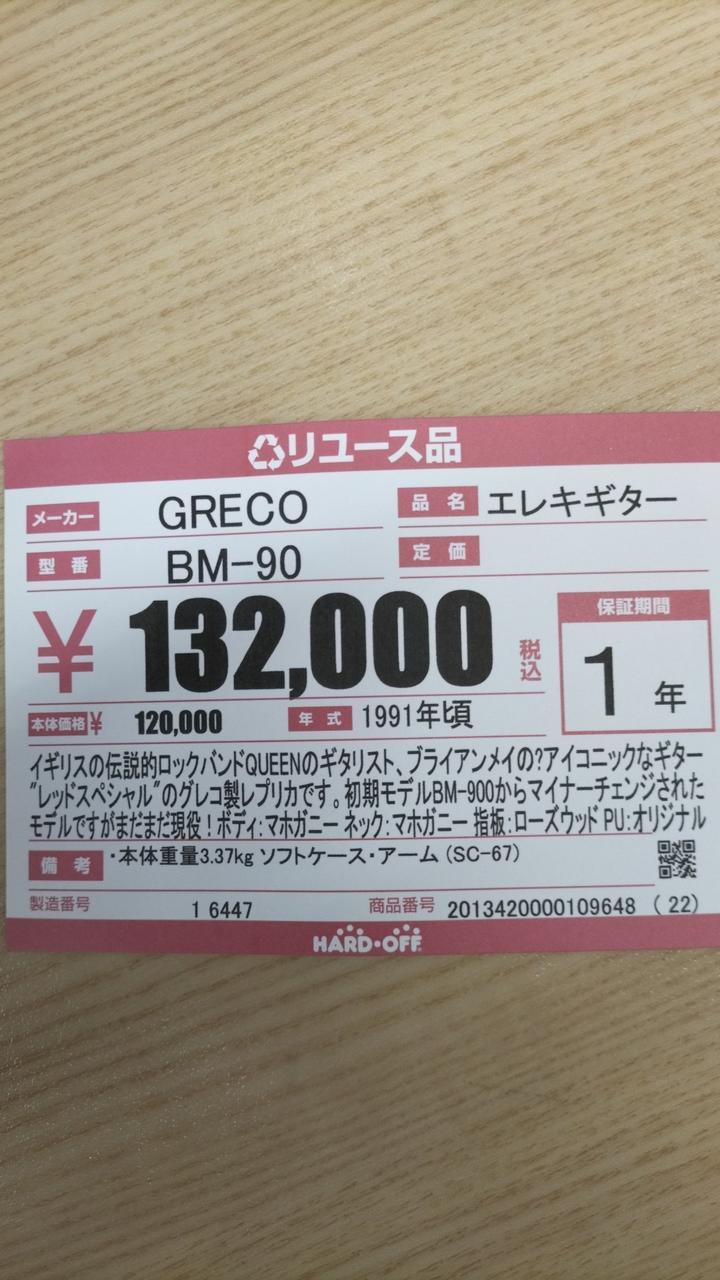 リユース品
メーカー GRECO 品名 エレキギター
型番 BM-90 定価
¥132,000 税込 保証期間 1年
本体価格¥ 120,000 年式 1991年頃
イギリスの伝説的ロックバンドQUEENのギタリスト、ブライアンメイの?アイコニックなギター
"レッドスペシャル"のグレコ製レプリカです。初期モデルBM-900からマイナーチェンジされた
モデルですがまだまだ現役！ボディ:マホガニー ネック:マホガニー 指板:ローズウッド PU:オリジナル
備考 ・本体重量3.37kg ソフトケース・アーム (SC-67)
製造番号 1 6447 商品番号 2013420000109648 (22)
HARD・OFF